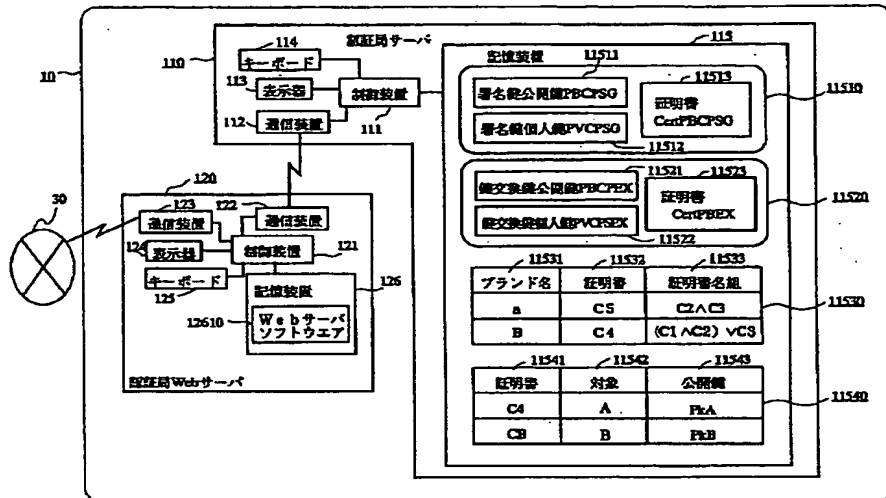 10
110
114
認証局サーバ
115
キーボード
113
表示器
112
通信装置
制御装置
111
記憶装置
11511
署名鍵公開鍵PBCPSG
署名鍵個人鍵PVCPSG
11512
11513
証明書
CertPBCPSG
11510
11521
鍵交換鍵公開鍵PBCPEX
鍵交換鍵個人鍵PVCPSEX
11522
11523
証明書
CertPBEX
11520
11531 11532 11533
ブランド名 証明書 証明書名組
a C5 C2∧C3
B C4 (C1∧C2)∨C3
11530
11541 11542 11543
証明書 対象 公開鍵
C4 A PkA
CB B PkB
11540
30
120
123
通信装置
122
通信装置
124
表示器
制御装置
121
キーボード
125
記憶装置
126
12610
Webサーバ
ソフトウエア
認証局Webサーバ